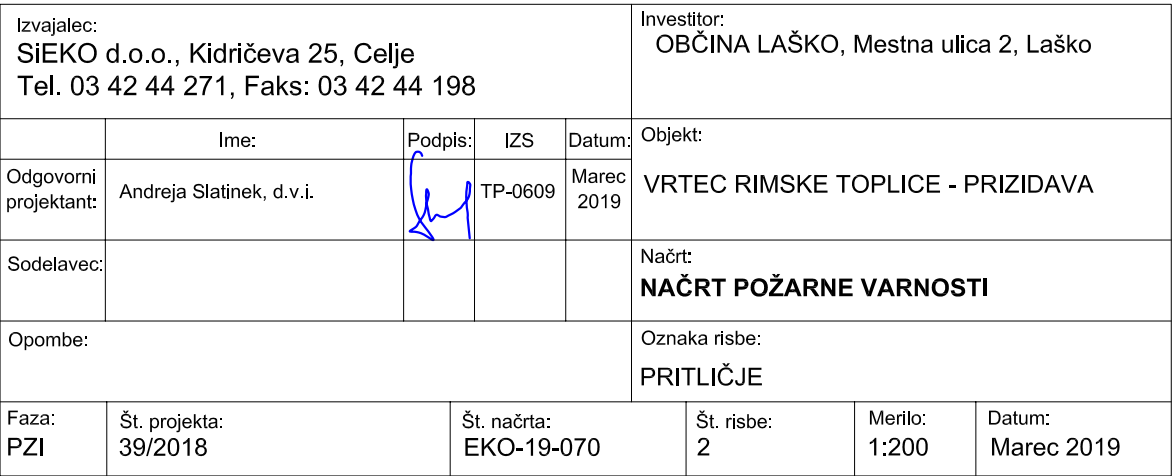 Izvajalec:
SiEKO d.o.o., Kidričeva 25, Celje
Tel. 03 42 44 271, Faks: 03 42 44 198
Investitor:
OBČINA LAŠKO, Mestna ulica 2, Laško
Ime:
Podpis:
IZS
Datum:
Odgovorni
projektant:
Andreja Slatinek, d.v.i.
TP-0609
Marec
2019
Objekt:
VRTEC RIMSKE TOPLICE - PRIZIDAVA
Sodelavec:
Načrt:
NAČRT POŽARNE VARNOSTI
Opombe:
Oznaka risbe:
PRITLIČJE
Faza:
PZI
Št. projekta:
39/2018
Št. načrta:
EKO-19-070
Št. risbe:
2
Merilo:
1:200
Datum:
Marec 2019